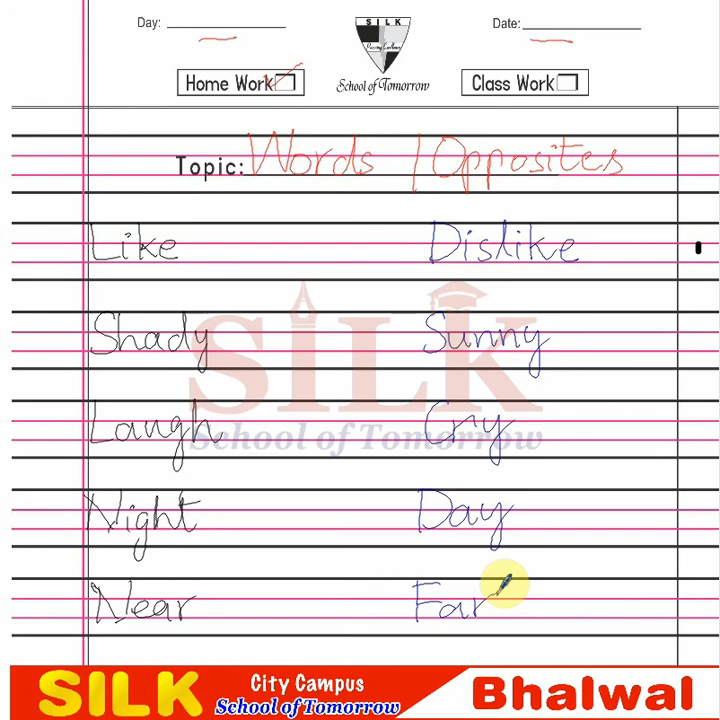 Day: Date:
SILK
Home Work School of Tomorrow Class Work
Topic: Words / Opposites
Like Dislike
Shady Sunny
SILK
Laugh Cry
School of Tomorrow
Night Day
Near Far
SILK City Campus School of Tomorrow Bhalwal